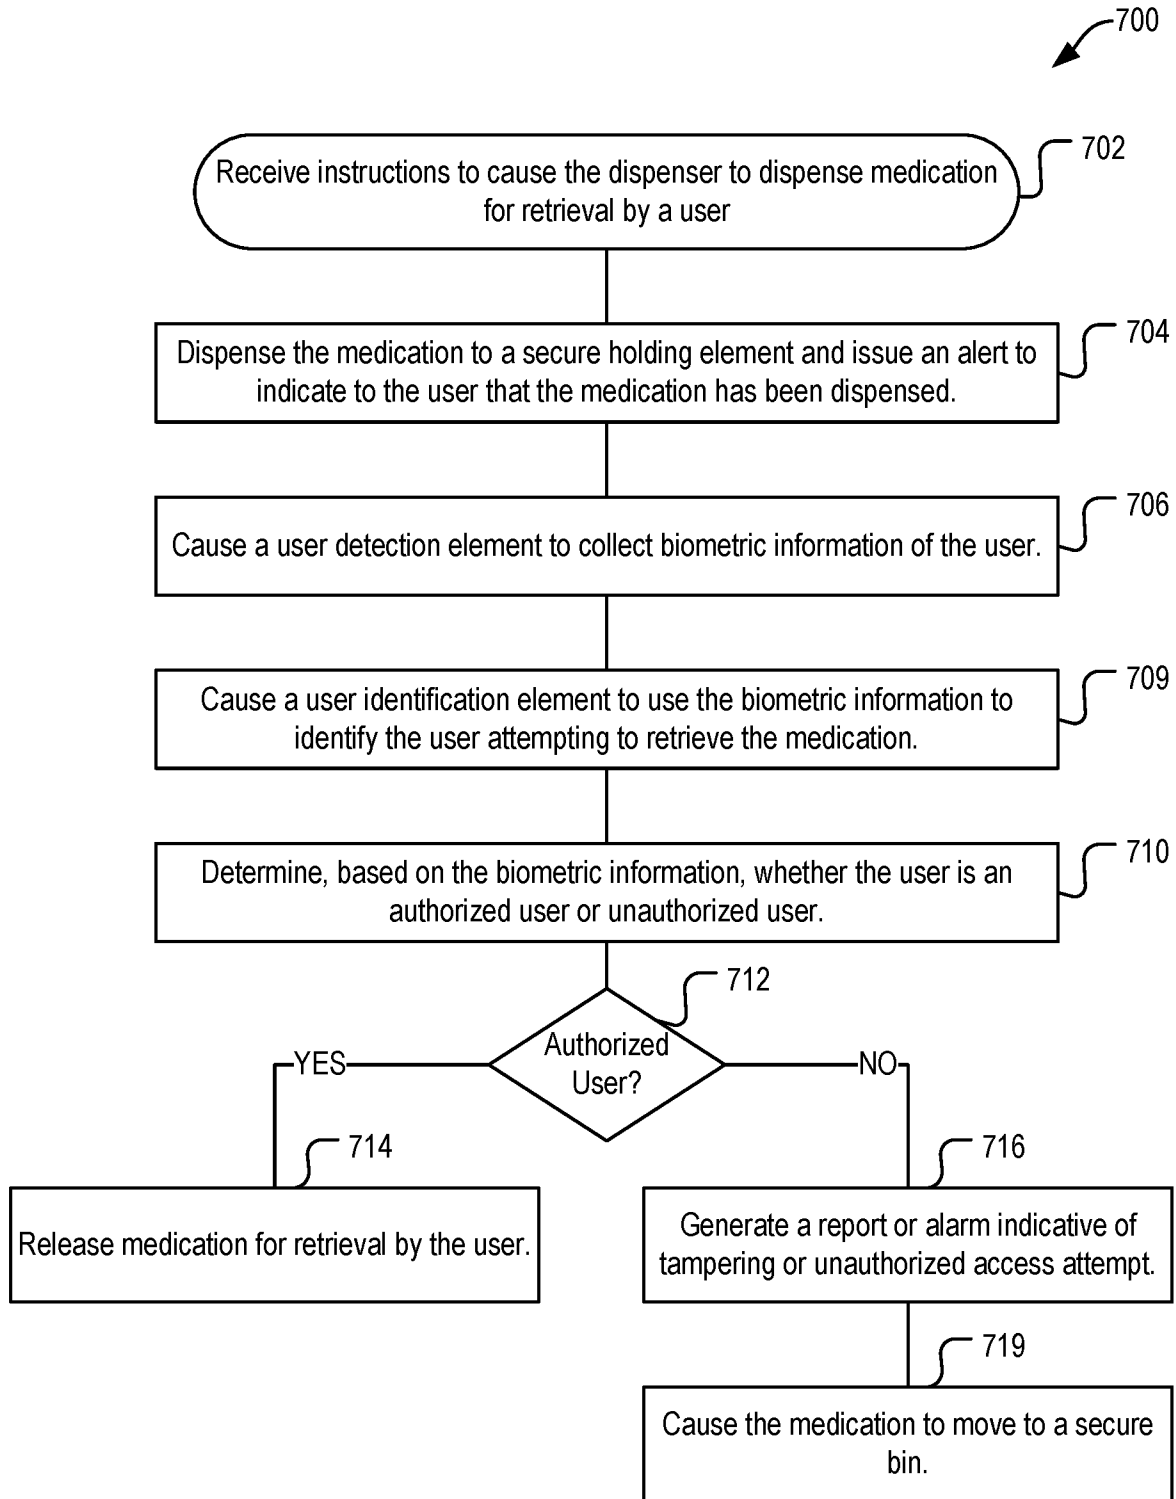 700
702
Receive instructions to cause the dispenser to dispense medication
for retrieval by a user
704
Dispense the medication to a secure holding element and issue an alert to
indicate to the user that the medication has been dispensed.
706
Cause a user detection element to collect biometric information of the user.
709
Cause a user identification element to use the biometric information to
identify the user attempting to retrieve the medication.
710
Determine, based on the biometric information, whether the user is an
authorized user or unauthorized user.
712
Authorized
User?
YES
NO
714
Release medication for retrieval by the user.
716
Generate a report or alarm indicative of
tampering or unauthorized access attempt.
719
Cause the medication to move to a secure
bin.